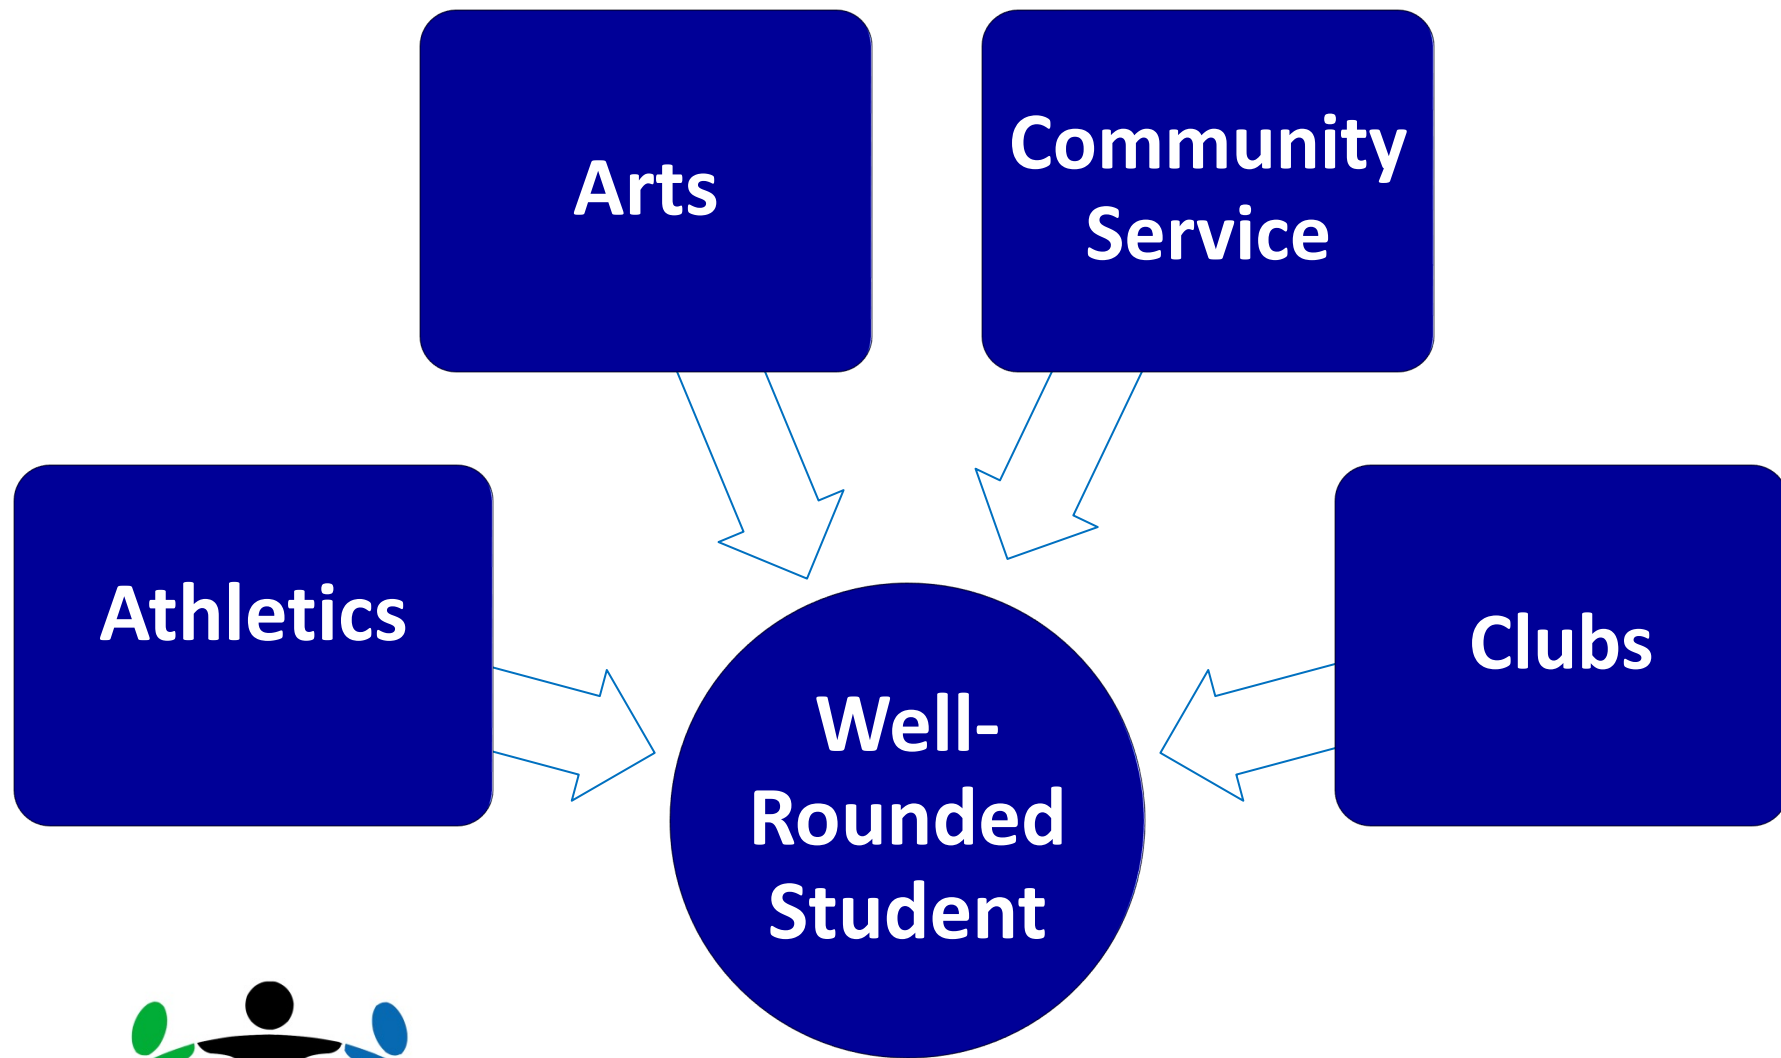 Arts
Community
Service
Athletics
Clubs
Well-
Rounded
Student